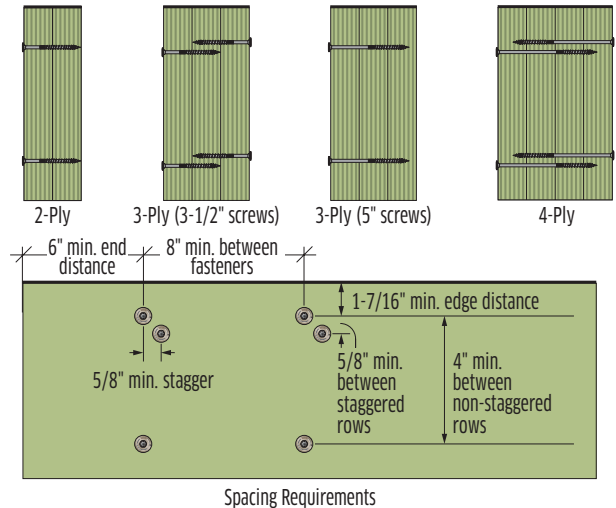 2-Ply
3-Ply (3-1/2" screws)
3-Ply (5" screws)
4-Ply
6" min. end
distance
8" min. between
fasteners
1-7/16" min. edge distance
5/8" min. stagger
5/8" min.
between
staggered
rows
4" min.
between
non-staggered
rows
Spacing Requirements